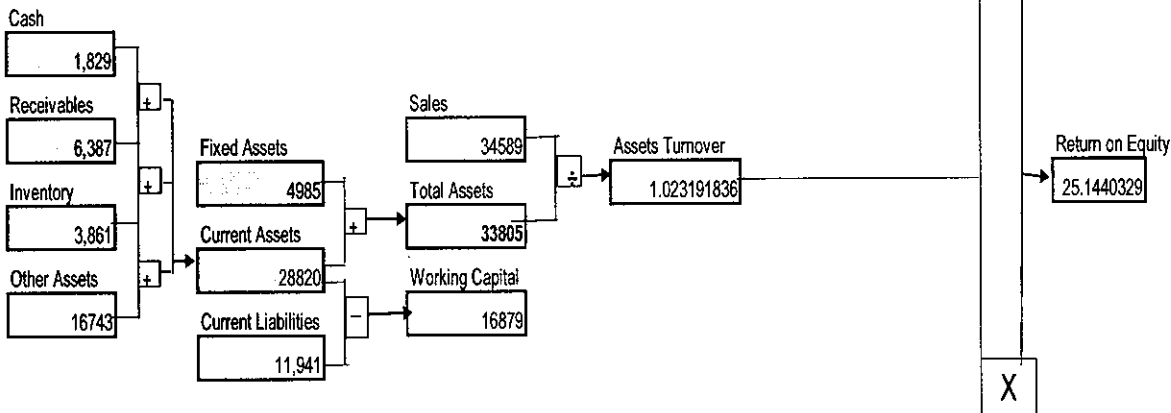 Cash
1,829
+
Receivables
6,387
+
Inventory
3,861
+
Other Assets
16743
Fixed Assets
4985
+
Current Assets
28820
−
Current Liabilities
11,941
Sales
34589
÷
Total Assets
33805
Working Capital
16879
Assets Turnover
1.023191836
Return on Equity
25.1440329
X